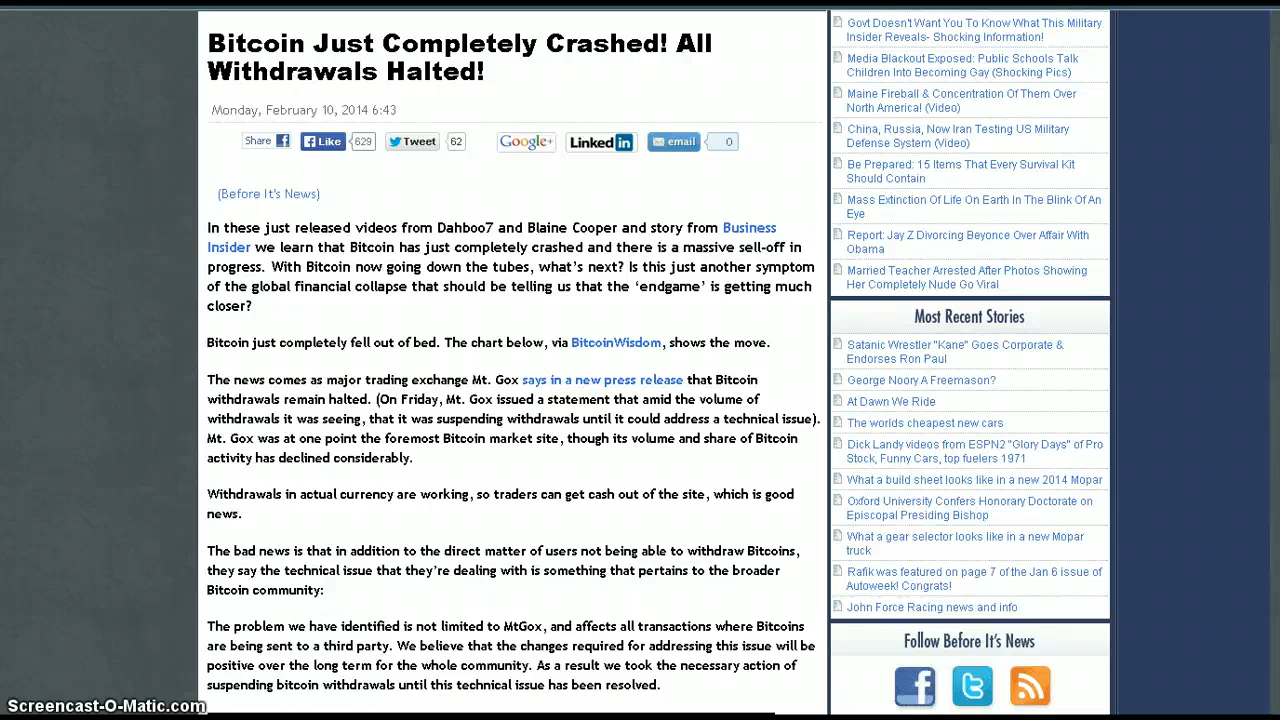 Bitcoin Just Completely Crashed! All
Withdrawals Halted!
Monday, February 10, 2014 6:43
Share
Like
629
Tweet
62
Google+
Linked in
email
0
(Before It's News)
In these just released videos from Dahboo7 and Blaine Cooper and story from Business
Insider we learn that Bitcoin has just completely crashed and there is a massive sell-off in
progress. With Bitcoin now going down the tubes, what's next? Is this just another symptom
of the global financial collapse that should be telling us that the 'endgame' is getting much
closer?
Bitcoin just completely fell out of bed. The chart below, via BitcoinWisdom, shows the move.
The news comes as major trading exchange Mt. Gox says in a new press release that Bitcoin
withdrawals remain halted. (On Friday, Mt. Gox issued a statement that amid the volume of
withdrawals it was seeing, that it was suspending withdrawals until it could address a technical issue).
Mt. Gox was at one point the foremost Bitcoin market site, though its volume and share of Bitcoin
activity has declined considerably.
Withdrawals in actual currency are working, so traders can get cash out of the site, which is good
news.
The bad news is that in addition to the direct matter of users not being able to withdraw Bitcoins,
they say the technical issue that they're dealing with is something that pertains to the broader
Bitcoin community:
The problem we have identified is not limited to MtGox, and affects all transactions where Bitcoins
are being sent to a third party. We believe that the changes required for addressing this issue will be
positive over the long term for the whole community. As a result we took the necessary action of
suspending bitcoin withdrawals until this technical issue has been resolved.
Govt Doesn't Want You To Know What This Military
Insider Reveals- Shocking Information!
Media Blackout Exposed: Public Schools Talk
Children Into Becoming Gay (Shocking Pics)
Maine Fireball & Concentration Of Them Over
North America! (Video)
China, Russia, Now Iran Testing US Military
Defense System (Video)
Be Prepared: 15 Items That Every Survival Kit
Should Contain
Mass Extinction Of Life On Earth In The Blink Of An
Eye
Report: Jay Z Divorcing Beyonce Over Affair With
Obama
Married Teacher Arrested After Photos Showing
Her Completely Nude Go Viral
Most Recent Stories
Satanic Wrestler "Kane" Goes Corporate &
Endorses Ron Paul
George Noory A Freemason?
At Dawn We Ride
The worlds cheapest new cars
Dick Landy videos from ESPN2 "Glory Days" of Pro
Stock, Funny Cars, top fuelers 1971
What a build sheet looks like in a new 2014 Mopar
Oxford University Confers Honorary Doctorate on
Episcopal Presiding Bishop
What a gear selector looks like in a new Mopar
truck
Rafik was featured on page 7 of the Jan 6 issue of
Autoweek! Congrats!
John Force Racing news and info
Follow Before It's News
Screencast-O-Matic.com